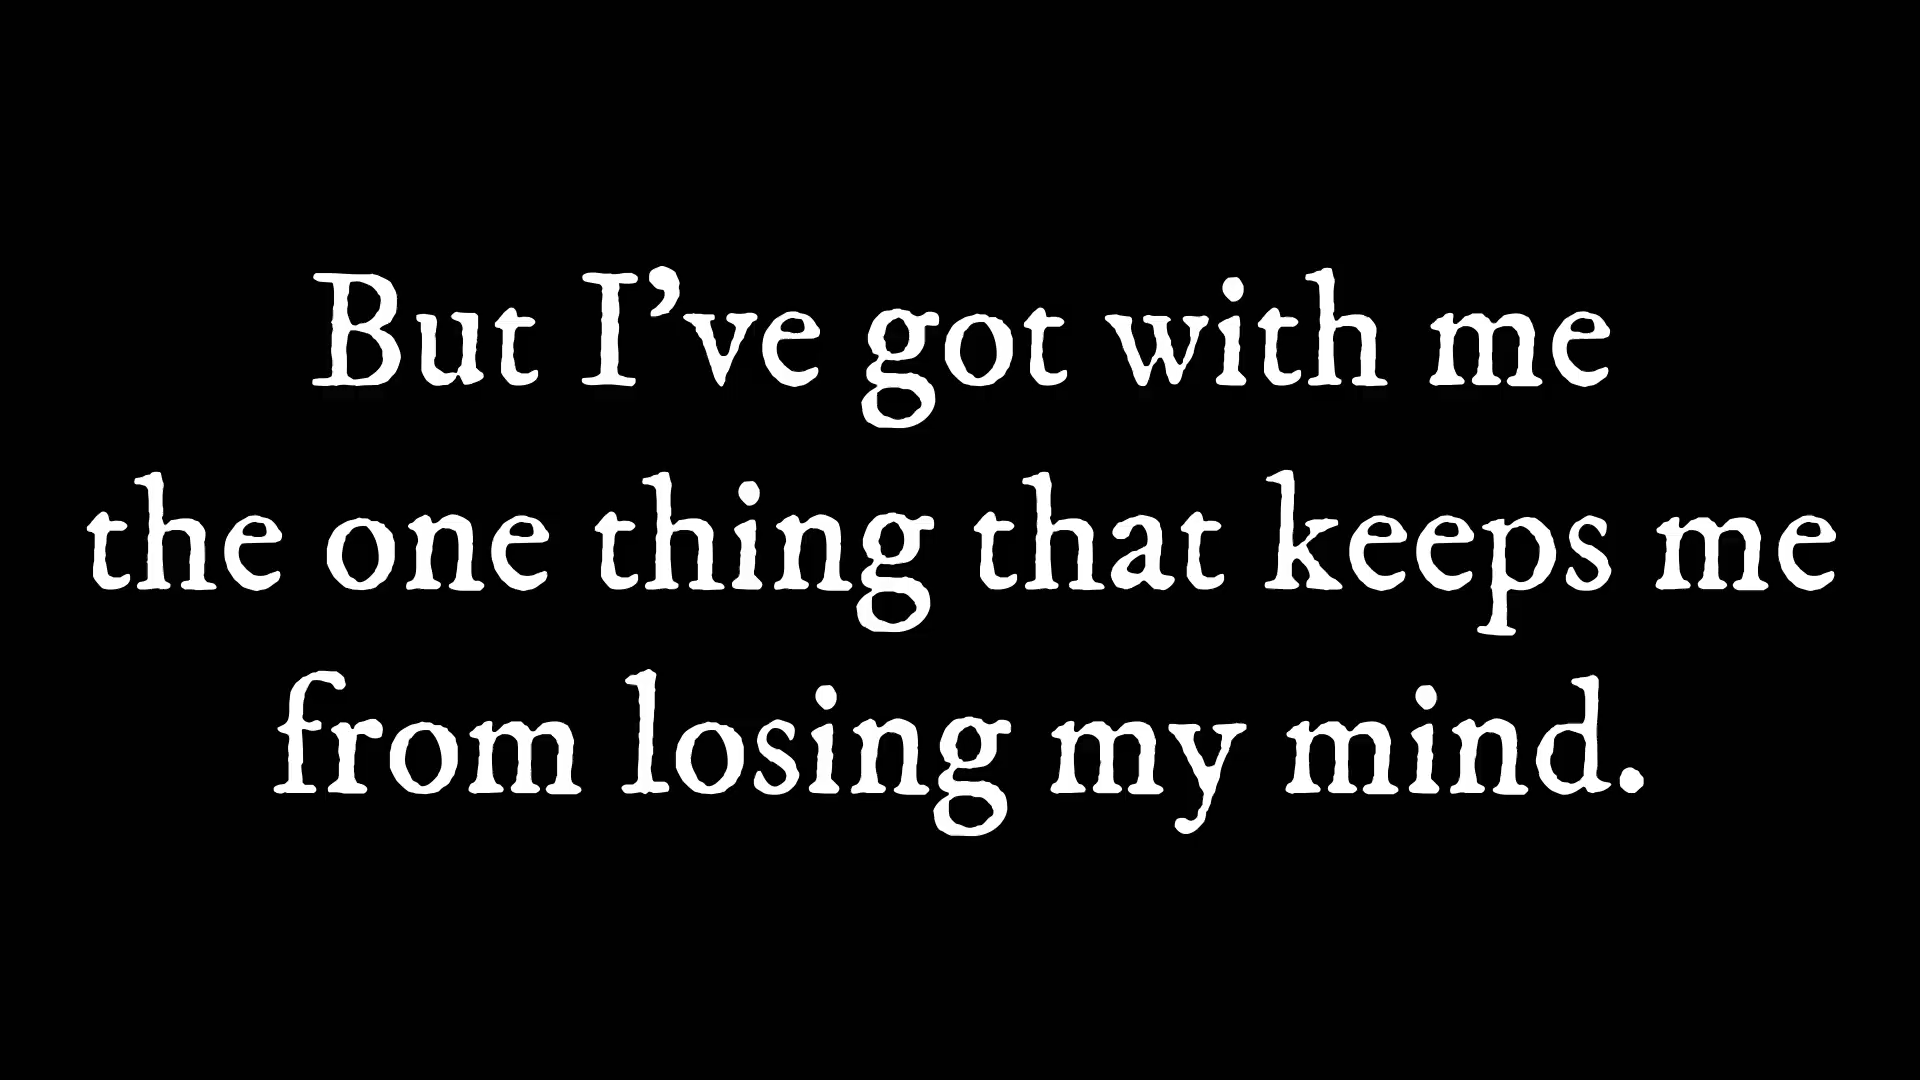 But I’ve got with me
the one thing that keeps me
from losing my mind.